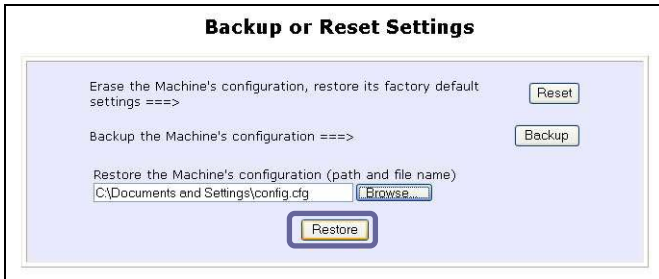 Backup or Reset Settings
Erase the Machine's configuration, restore its factory default
settings ===>
Reset
Backup the Machine's configuration ===>
Backup
Restore the Machine's configuration (path and file name)
C:\Documents and Settings\config.cfg
Browse...
Restore